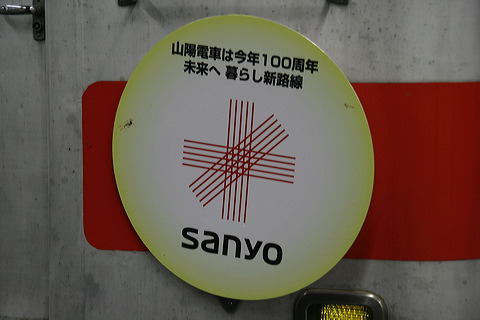 山陽電車は今年100周年
未来へ 暮らし新路線
sanyo